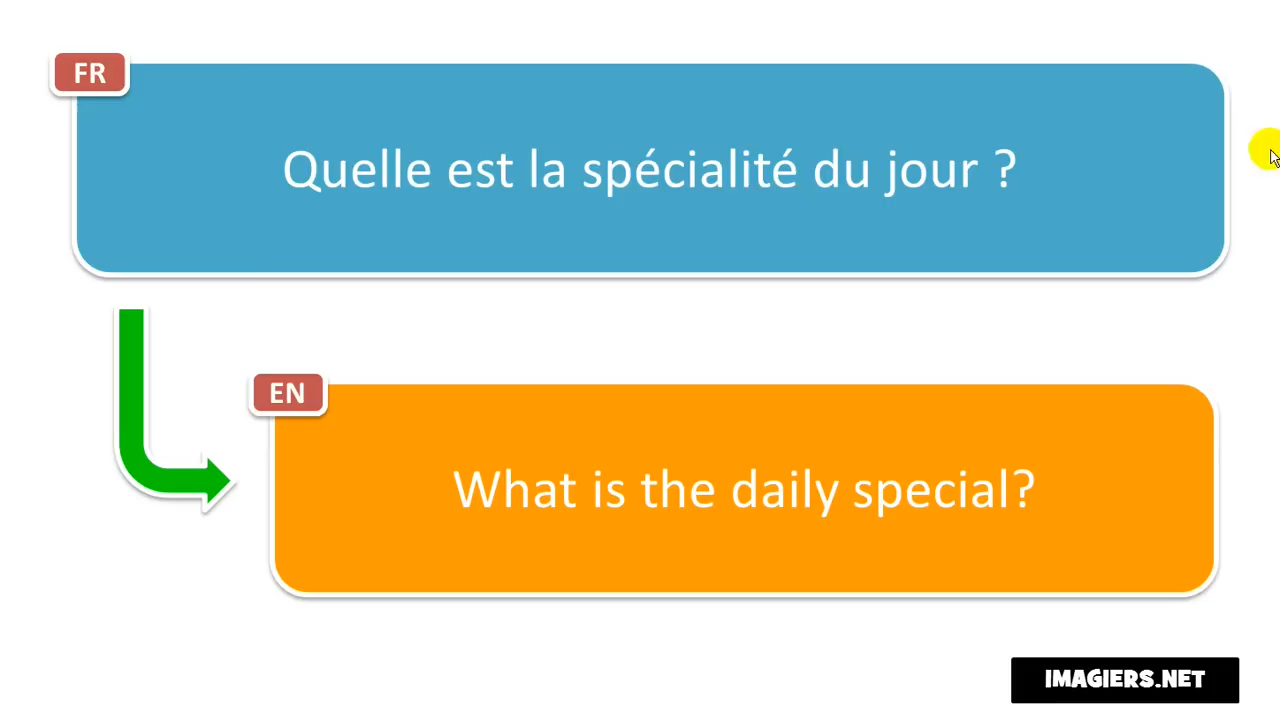 FR
Quelle est la spécialité du jour ?
EN
What is the daily special?
IMAGIERS.NET